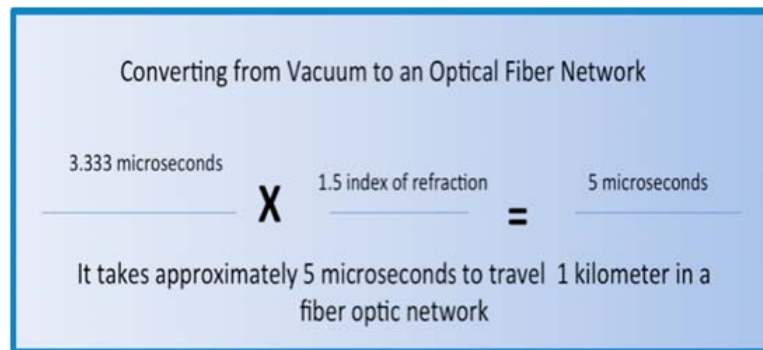 Converting from Vacuum to an Optical Fiber Network
3.333 microseconds
X
1.5 index of refraction
=
5 microseconds
It takes approximately 5 microseconds to travel 1 kilometer in a
fiber optic network